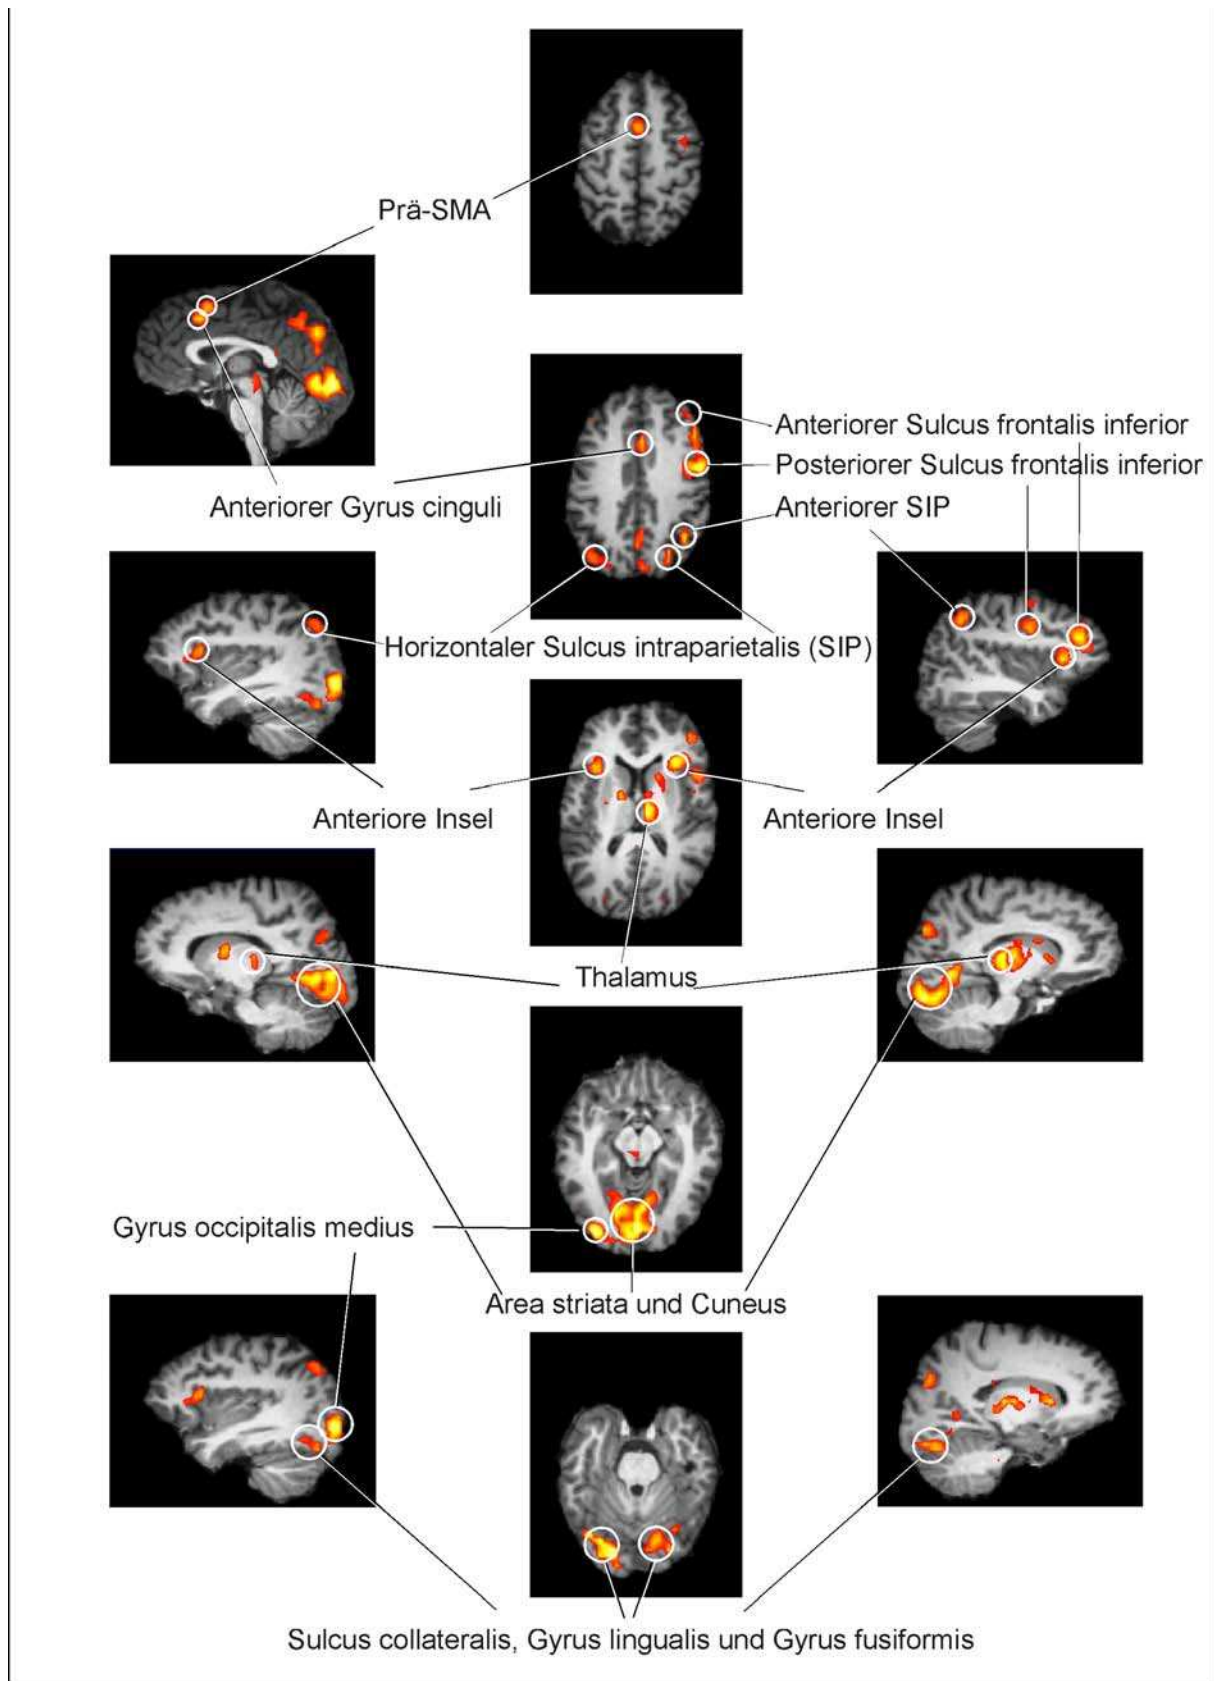 Prä-SMA
Anteriorer Sulcus frontalis inferior
Posteriorer Sulcus frontalis inferior
Anteriorer Gyrus cinguli
Anteriorer SIP
Horizontaler Sulcus intraparietalis (SIP)
Anteriore Insel
Anteriore Insel
Thalamus
Gyrus occipitalis medius
Area striata und Cuneus
Sulcus collateralis, Gyrus lingualis und Gyrus fusiformis